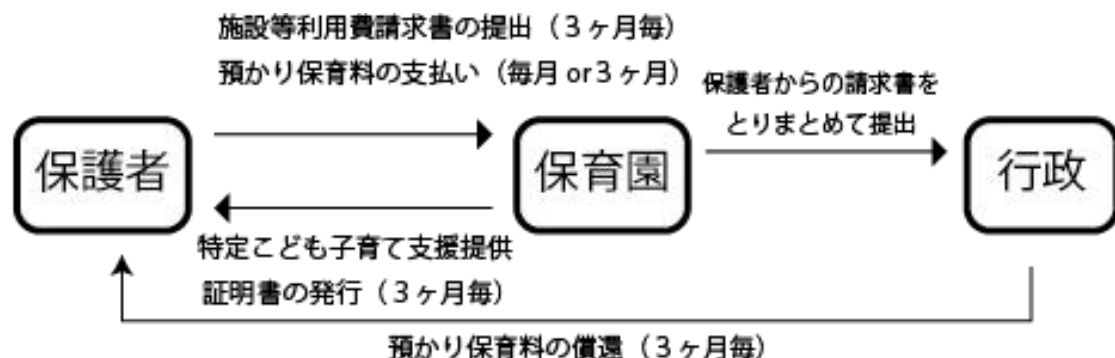 施設等利用費請求書の提出（３ヶ月毎）
預かり保育料の支払い（毎月or３ヶ月）
保護者からの請求書を
とりまとめて提出
保護者
保育園
行政
特定こども子育て支援提供
証明書の発行（３ヶ月毎）
預かり保育料の償還（３ヶ月毎）